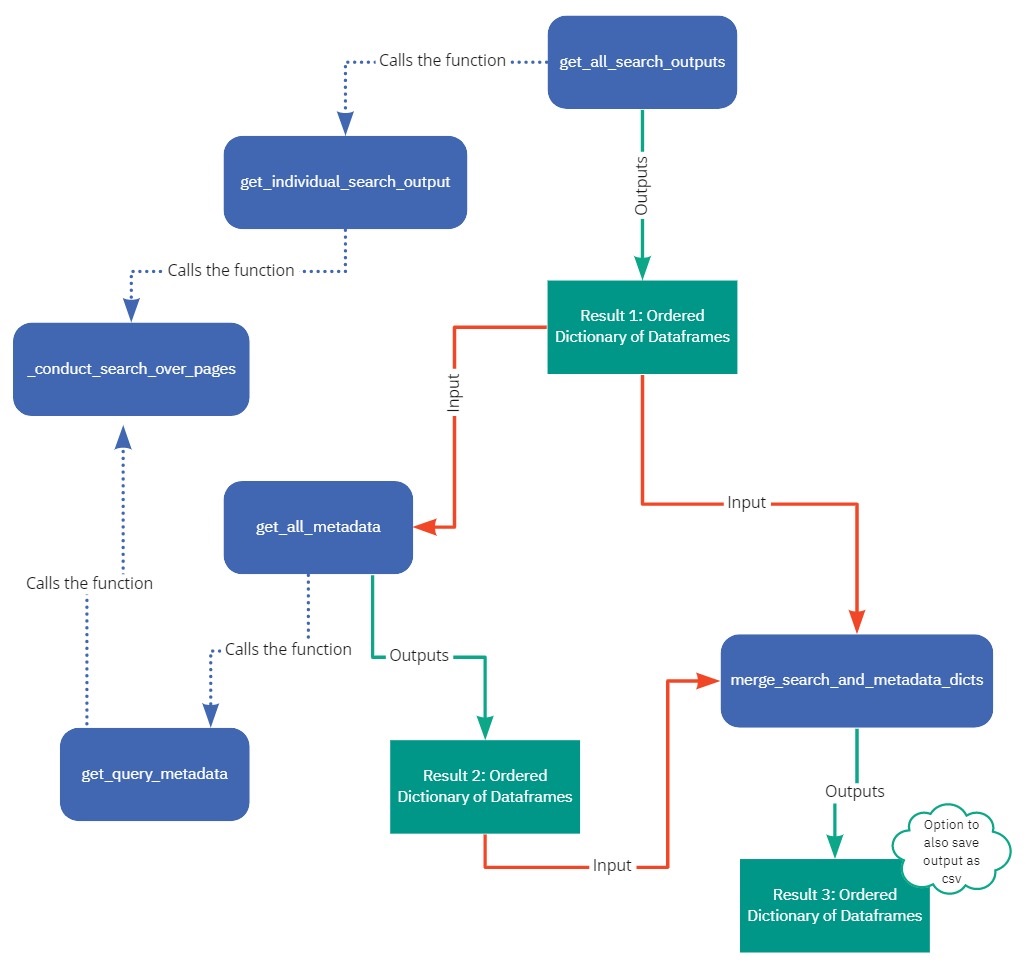 get_all_search_outputs
Calls the function
get_individual_search_output
Outputs
Calls the function
Result 1: Ordered
Dictionary of Dataframes
_conduct_search_over_pages
Input
Input
get_all_metadata
Calls the function
Calls the function
Outputs
merge_search_and_metadata_dicts
get_query_metadata
Result 2: Ordered
Dictionary of Dataframes
Outputs
Option to
also save
output as
csv
Input
Result 3: Ordered
Dictionary of Dataframes